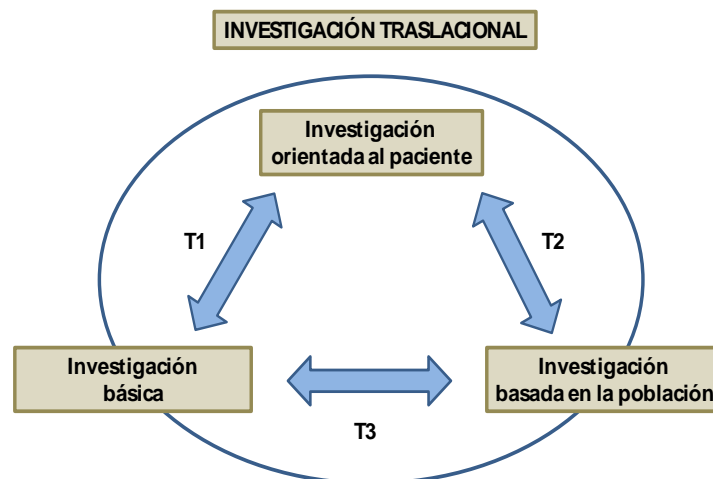 INVESTIGACIÓN TRASLACIONAL
Investigación
orientada al paciente
T1
T2
Investigación
básica
Investigación
basada en la población
T3